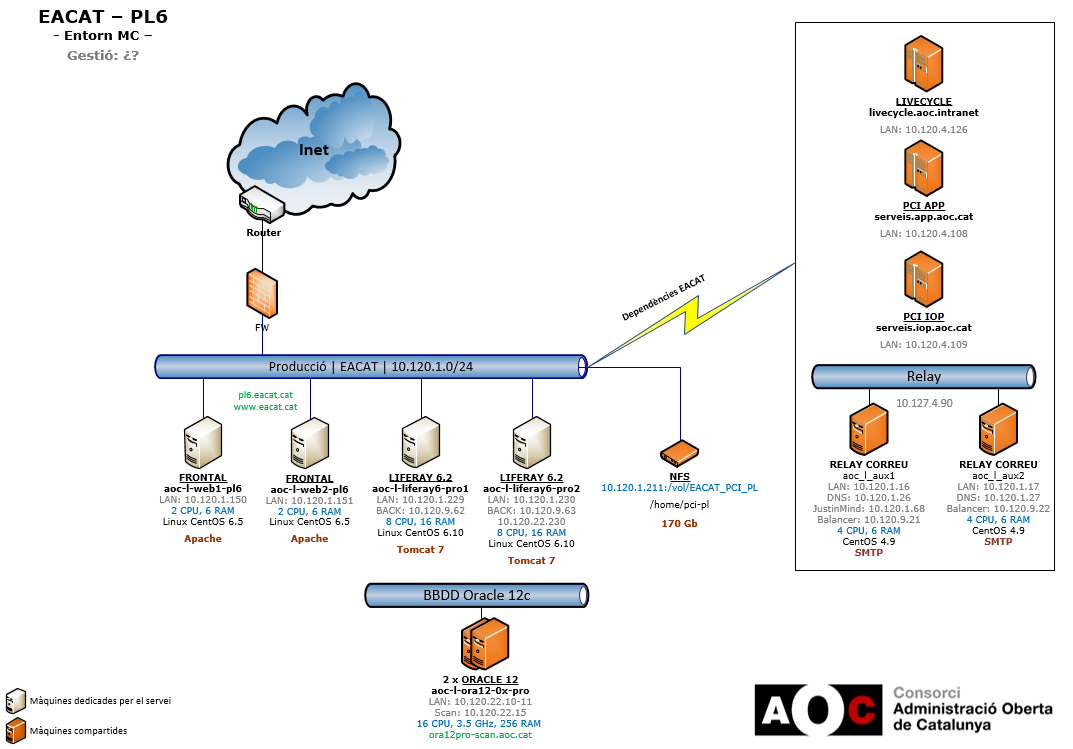 EACAT – PL6
- Entorn MC –
Gestió: ¿?
Inet
Router
FW
Producció | EACAT | 10.120.1.0/24
pl6.eacat.cat
www.eacat.cat
FRONTAL
aoc-l-web1-pl6
LAN: 10.120.1.150
2 CPU, 6 RAM
Linux CentOS 6.5
Apache
FRONTAL
aoc-l-web2-pl6
LAN: 10.120.1.151
2 CPU, 6 RAM
Linux CentOS 6.5
Apache
LIFERAY 6.2
aoc-l-liferay6-pro1
LAN: 10.120.1.229
BACK: 10.120.9.62
8 CPU, 16 RAM
Linux CentOS 6.10
Tomcat 7
LIFERAY 6.2
aoc-l-liferay6-pro2
LAN: 10.120.1.230
BACK: 10.120.9.63
10.120.22.230
8 CPU, 16 RAM
Linux CentOS 6.10
Tomcat 7
NFS
10.120.1.211:/vol/EACAT_PCI_PL
/home/pci-pl
170 Gb
Dependències EACAT
LIVECYCLE
livecycle.aoc.intranet
LAN: 10.120.4.126
PCI APP
serveis.app.aoc.cat
LAN: 10.120.4.108
PCI IOP
serveis.iop.aoc.cat
LAN: 10.120.4.109
Relay
10.127.4.90
RELAY CORREU
aoc_l_aux1
LAN: 10.120.1.16
DNS: 10.120.1.26
JustinMind: 10.120.1.68
Balancer: 10.120.9.21
4 CPU, 6 RAM
CentOS 4.9
SMTP
RELAY CORREU
aoc_l_aux2
LAN: 10.120.1.17
DNS: 10.120.1.27
Balancer: 10.120.9.22
4 CPU, 6 RAM
CentOS 4.9
SMTP
BBDD Oracle 12c
2 x ORACLE 12
aoc-l-ora12-0x-pro
LAN: 10.120.22.10-11
Scan: 10.120.22.15
16 CPU, 3.5 GHz, 256 RAM
ora12pro-scan.aoc.cat
Màquines dedicades per el servei
Màquines compartides
AOC
Consorci
Administració Oberta
de Catalunya